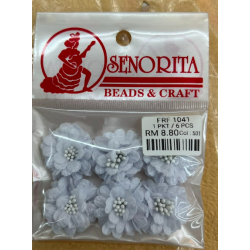 SENORITA
BEADS & CRAFT
FRF 1041
1 PKT / 6 PCS
RM 8.80